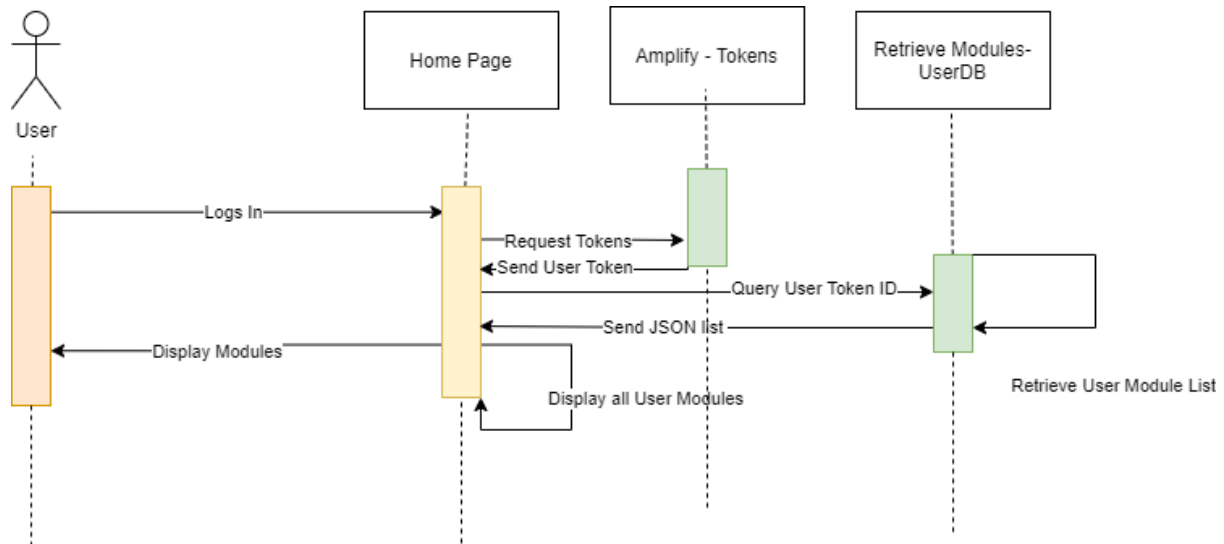 Home Page
Amplify - Tokens
Retrieve Modules-
UserDB
User
Logs In
Request Tokens
Send User Token
Query User Token ID
Send JSON list
Display Modules
Display all User Modules
Retrieve User Module List